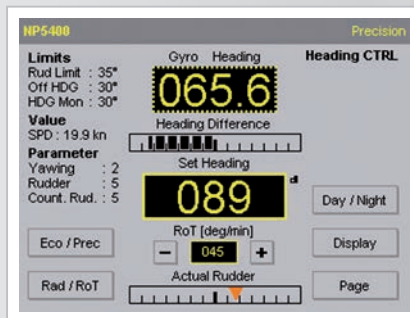 NP5400 Precision
Limits
Rud Limit : 35°
Off HDG : 30°
HDG Mon : 30°
Value
SPD : 19.9 kn
Parameter
Yawing : 2
Rudder : 5
Count. Rud. : 5
Eco / Prec
Rad / RoT
Gyro Heading
065.6
Heading Difference
Set Heading
089
RoT [deg/min]
− 045 +
Actual Rudder
Heading CTRL
Day / Night
Display
Page